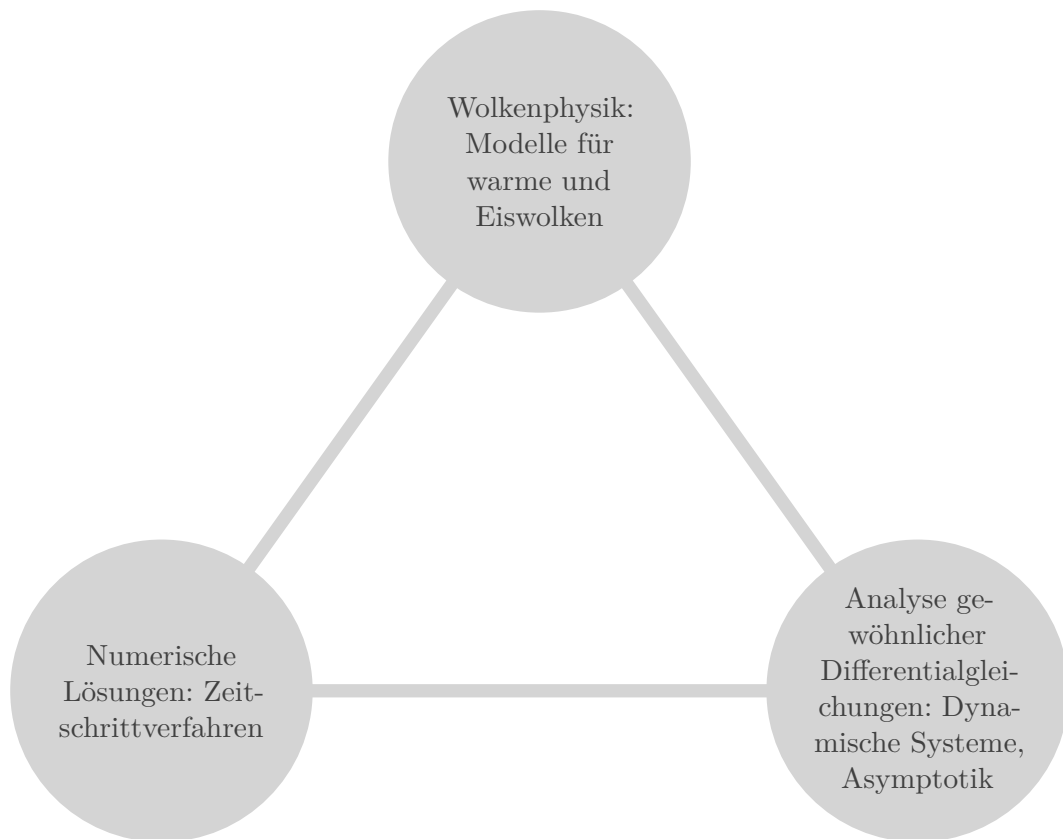 Wolkenphysik:
Modelle für
warme und
Eiswolken
Numerische
Lösungen: Zeit-
schrittverfahren
Analyse ge-
wöhnlicher
Differentialglei-
chungen: Dyna-
mische Systeme,
Asymptotik